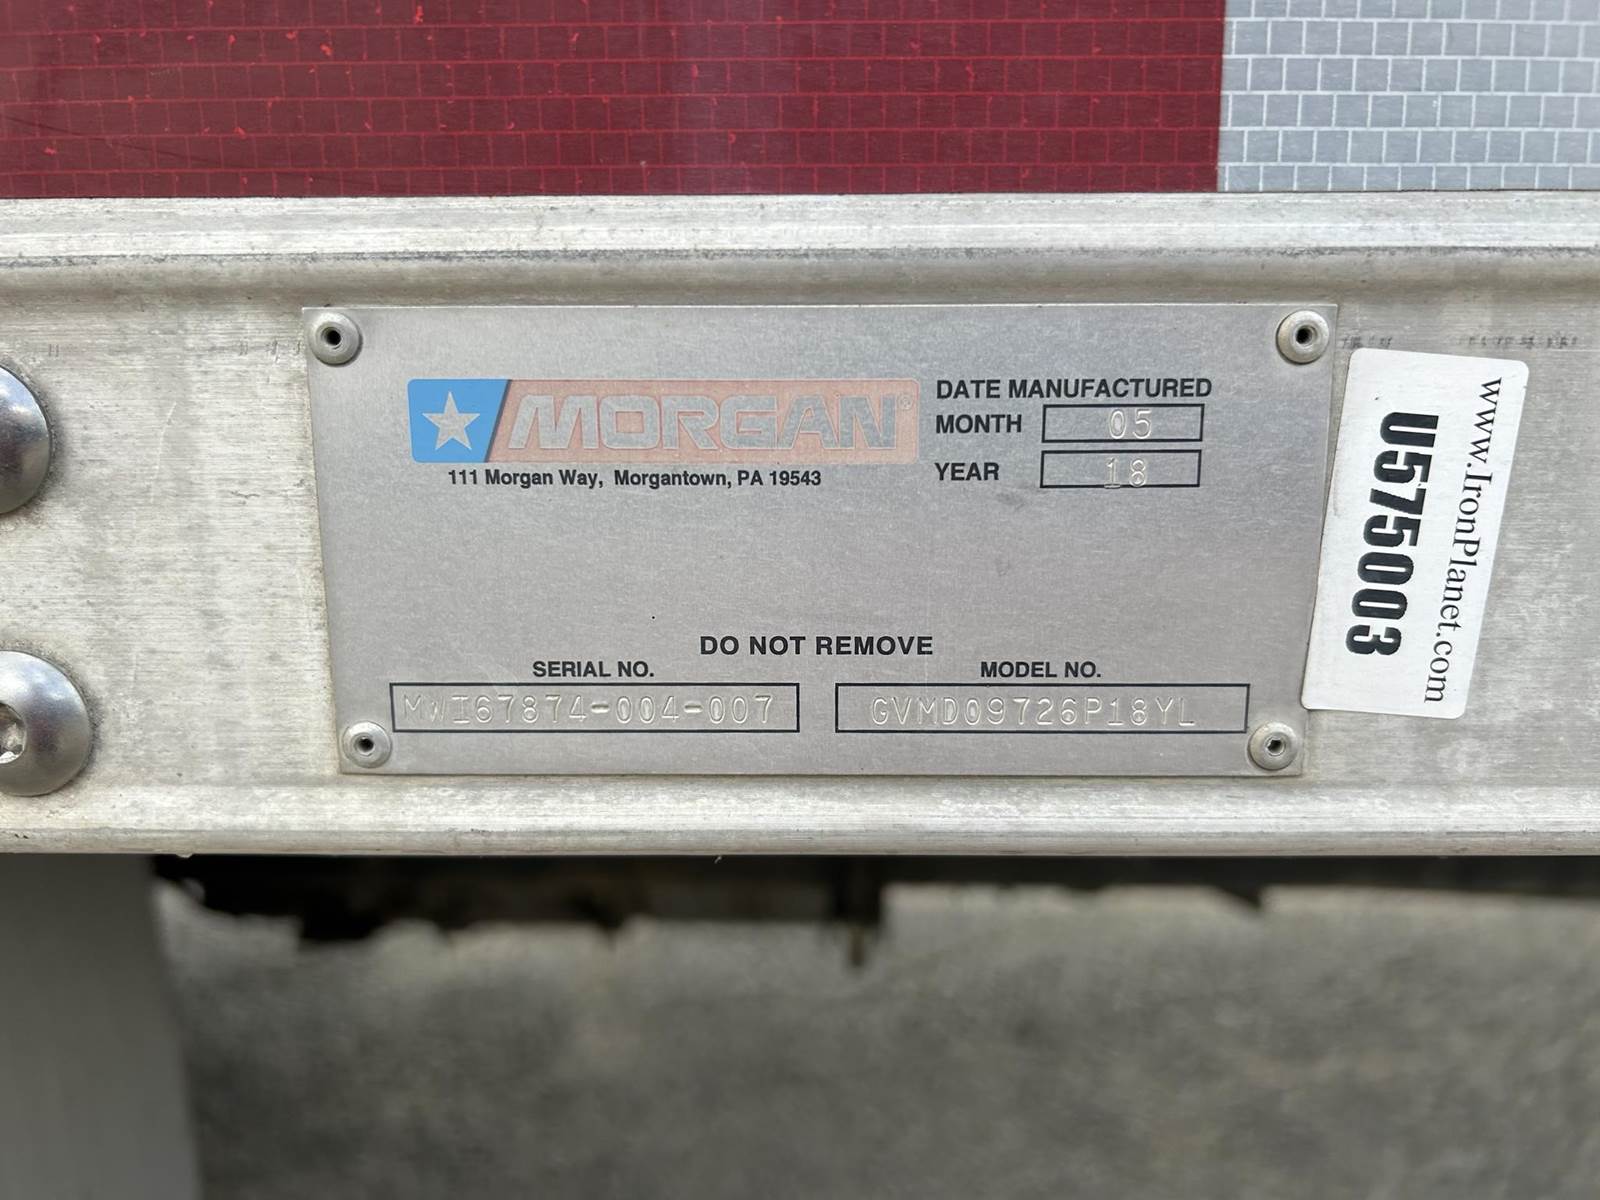 MORGAN®
111 Morgan Way, Morgantown, PA 19543
DATE MANUFACTURED
MONTH 05
YEAR 18
DO NOT REMOVE
SERIAL NO.
MWI67874-004-007
MODEL NO.
GVMD09726P18YL
www.IronPlanet.com
U575003